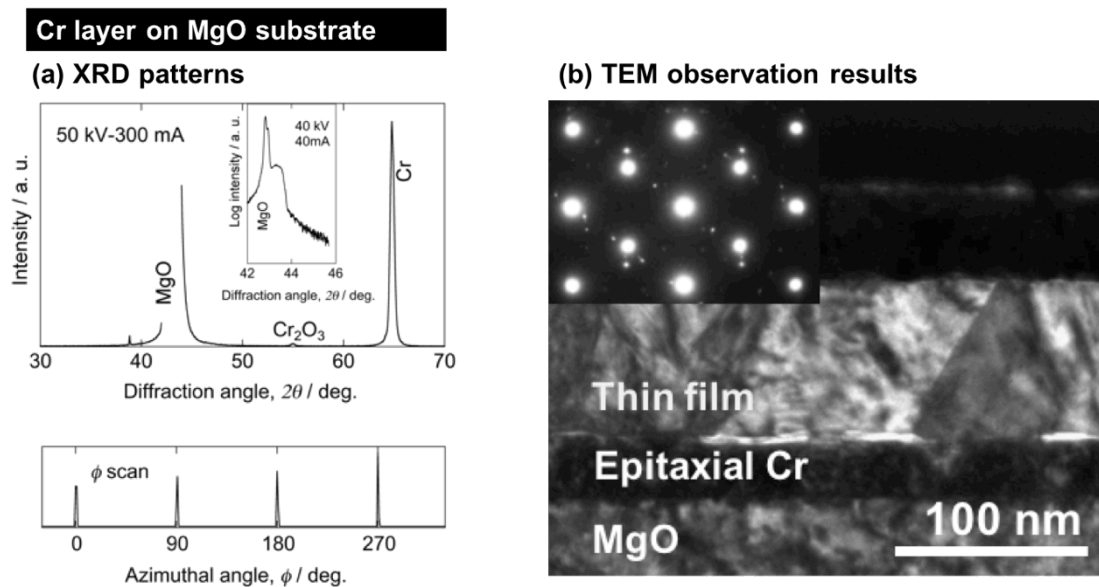 Cr layer on MgO substrate
(a) XRD patterns
50 kV-300 mA
40 kV
40mA
Log intensity / a. u.
MgO
42 44 46
Diffraction angle, 2θ / deg.
Cr
MgO
Cr₂O₃
Intensity / a. u.
30 40 50 60 70
Diffraction angle, 2θ / deg.
ϕ scan
0 90 180 270
Azimuthal angle, ϕ / deg.
(b) TEM observation results
Thin film
Epitaxial Cr
MgO
100 nm